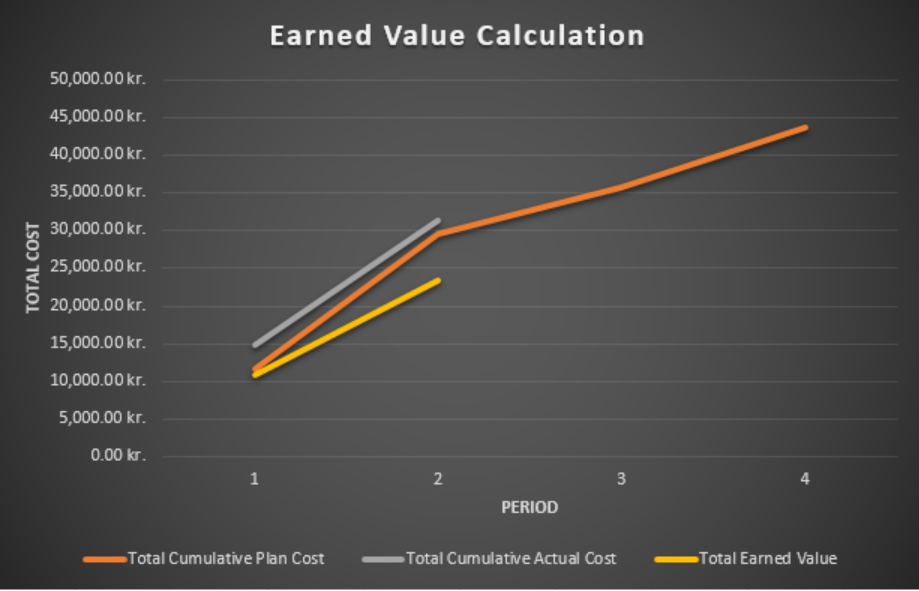 Earned Value Calculation
50,000.00 kr.
45,000.00 kr.
40,000.00 kr.
35,000.00 kr.
30,000.00 kr.
25,000.00 kr.
20,000.00 kr.
15,000.00 kr.
10,000.00 kr.
5,000.00 kr.
0.00 kr.
TOTAL COST
1 2 3 4
PERIOD
Total Cumulative Plan Cost Total Cumulative Actual Cost Total Earned Value